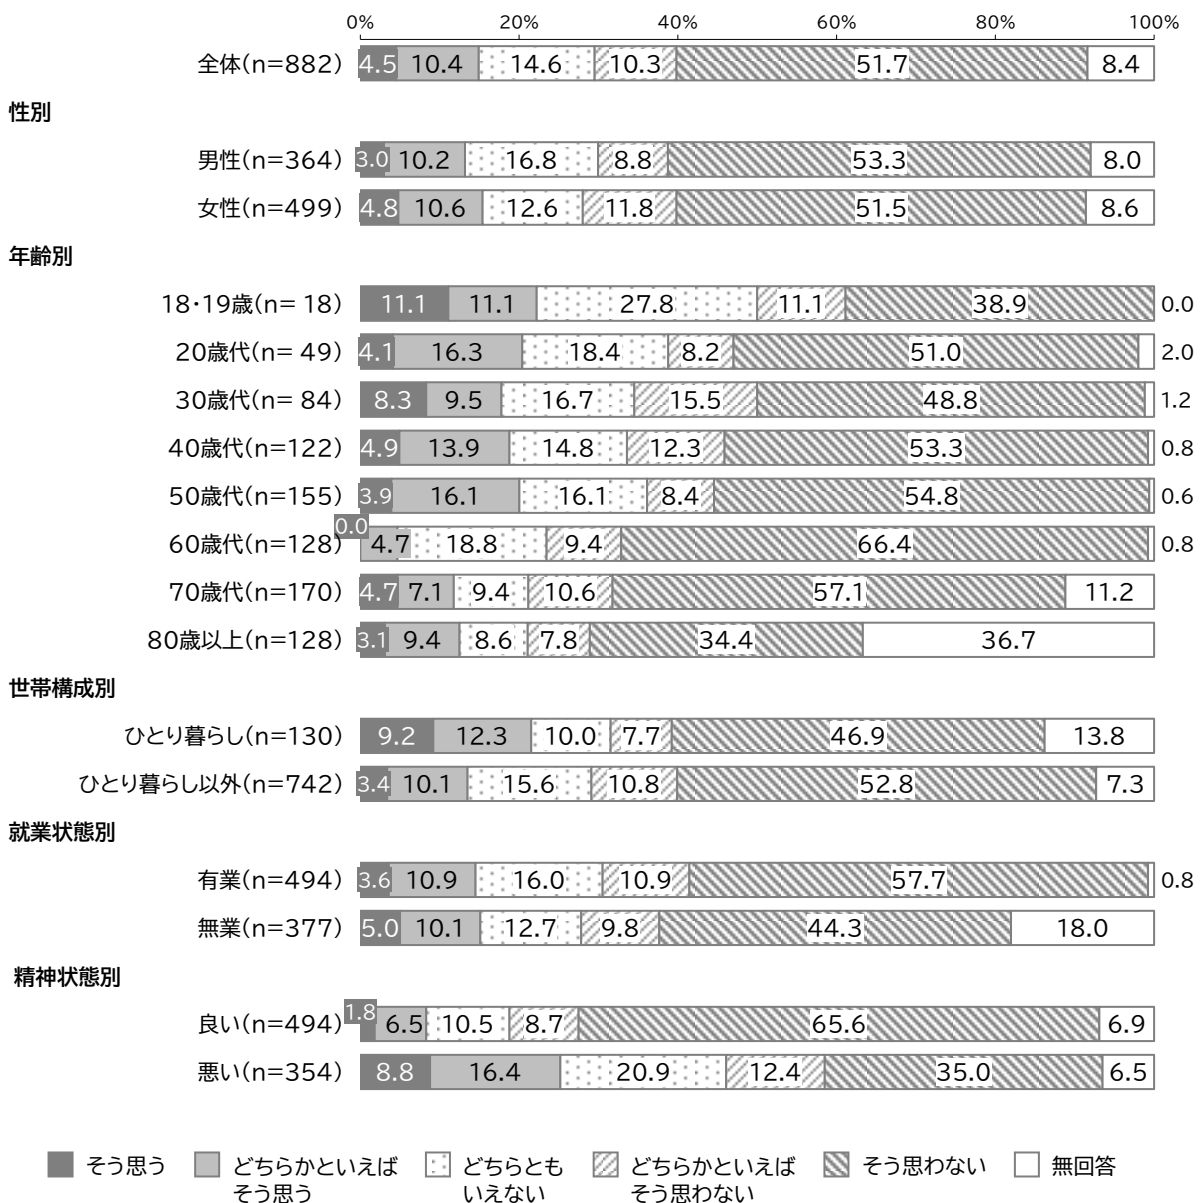 0% 20% 40% 60% 80% 100%
全体(n=882) 4.5 10.4 14.6 10.3 51.7 8.4
性別
男性(n=364) 3.0 10.2 16.8 8.8 53.3 8.0
女性(n=499) 4.8 10.6 12.6 11.8 51.5 8.6
年齢別
18・19歳(n= 18) 11.1 11.1 27.8 11.1 38.9 0.0
20歳代(n= 49) 4.1 16.3 18.4 8.2 51.0 2.0
30歳代(n= 84) 8.3 9.5 16.7 15.5 48.8 1.2
40歳代(n=122) 4.9 13.9 14.8 12.3 53.3 0.8
50歳代(n=155) 3.9 16.1 16.1 8.4 54.8 0.6
60歳代(n=128) 0.0 4.7 18.8 9.4 66.4 0.8
70歳代(n=170) 4.7 7.1 9.4 10.6 57.1 11.2
80歳以上(n=128) 3.1 9.4 8.6 7.8 34.4 36.7
世帯構成別
ひとり暮らし(n=130) 9.2 12.3 10.0 7.7 46.9 13.8
ひとり暮らし以外(n=742) 3.4 10.1 15.6 10.8 52.8 7.3
就業状態別
有業(n=494) 3.6 10.9 16.0 10.9 57.7 0.8
無業(n=377) 5.0 10.1 12.7 9.8 44.3 18.0
精神状態別
良い(n=494) 1.8 6.5 10.5 8.7 65.6 6.9
悪い(n=354) 8.8 16.4 20.9 12.4 35.0 6.5
そう思う
どちらかといえば
そう思う
どちらとも
いえない
どちらかといえば
そう思わない
そう思わない
無回答